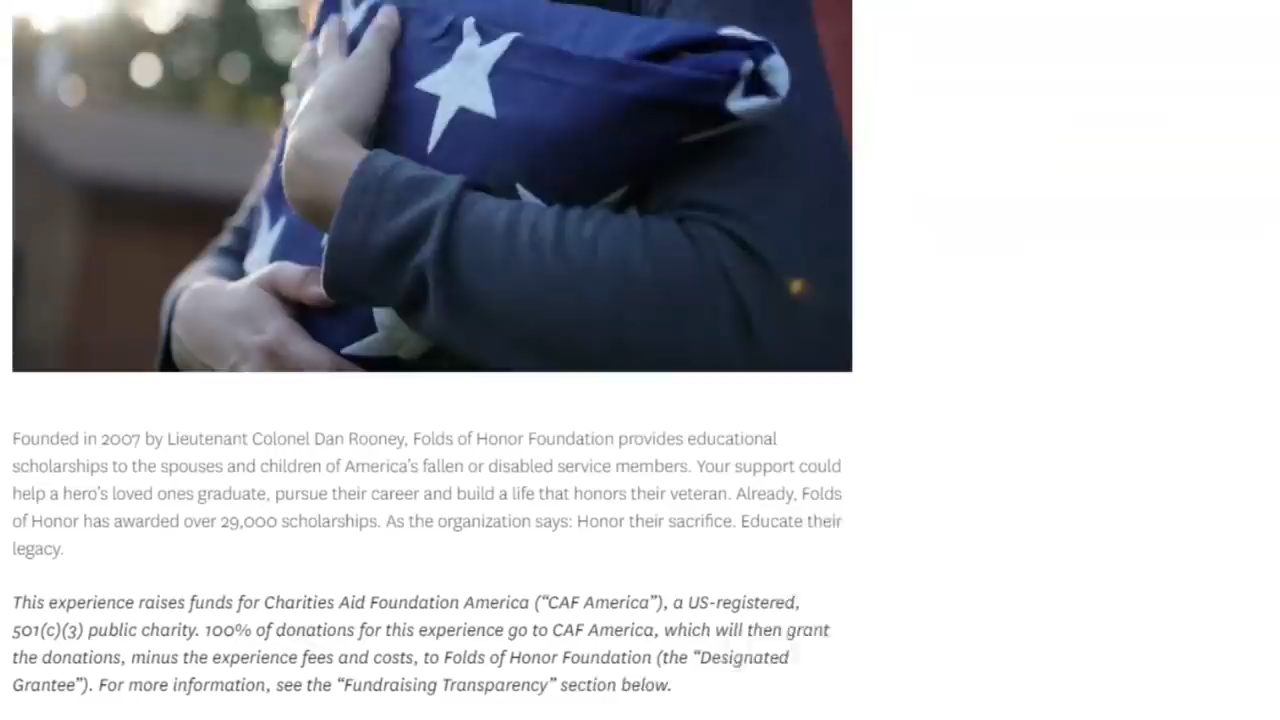 Founded in 2007 by Lieutenant Colonel Dan Rooney, Folds of Honor Foundation provides educational
scholarships to the spouses and children of America's fallen or disabled service members. Your support could
help a hero's loved ones graduate, pursue their career and build a life that honors their veteran. Already, Folds
of Honor has awarded over 29,000 scholarships. As the organization says: Honor their sacrifice. Educate their
legacy.
This experience raises funds for Charities Aid Foundation America (“CAF America”), a US-registered,
501(c)(3) public charity. 100% of donations for this experience go to CAF America, which will then grant
the donations, minus the experience fees and costs, to Folds of Honor Foundation (the “Designated
Grantee”). For more information, see the “Fundraising Transparency” section below.